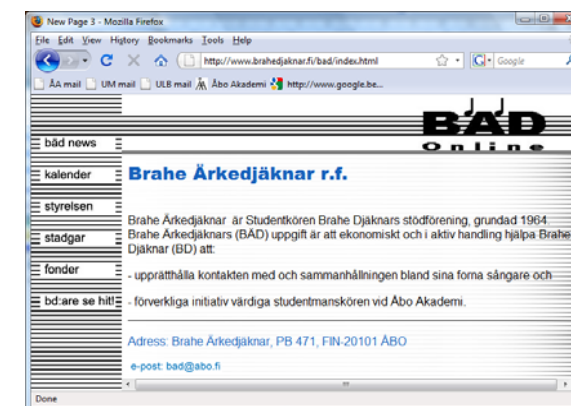 New Page 3 - Mozilla Firefox
File Edit View History Bookmarks Tools Help
http://www.brahedjaknar.fi/bad/index.html
Google
ÅA mail UM mail ULB mail Åbo Akademi http://www.google.be...
BÄD
Online
bäd news
kalender
styrelsen
stadgar
fonder
bd:are se hit!
Brahe Ärkedjäknar r.f.
Brahe Ärkedjäknar är Studentkören Brahe Djäknars stödförening, grundad 1964.
Brahe Ärkedjäknars (BÄD) uppgift är att ekonomiskt och i aktiv handling hjälpa Brahe
Djäknar (BD) att:
- upprätthålla kontakten med och sammanhållningen bland sina forna sångare och
- förverkliga initiativ värdiga studentmanskören vid Åbo Akademi.
Adress: Brahe Ärkedjäknar, PB 471, FIN-20101 ÅBO
e-post: bad@abo.fi
Done